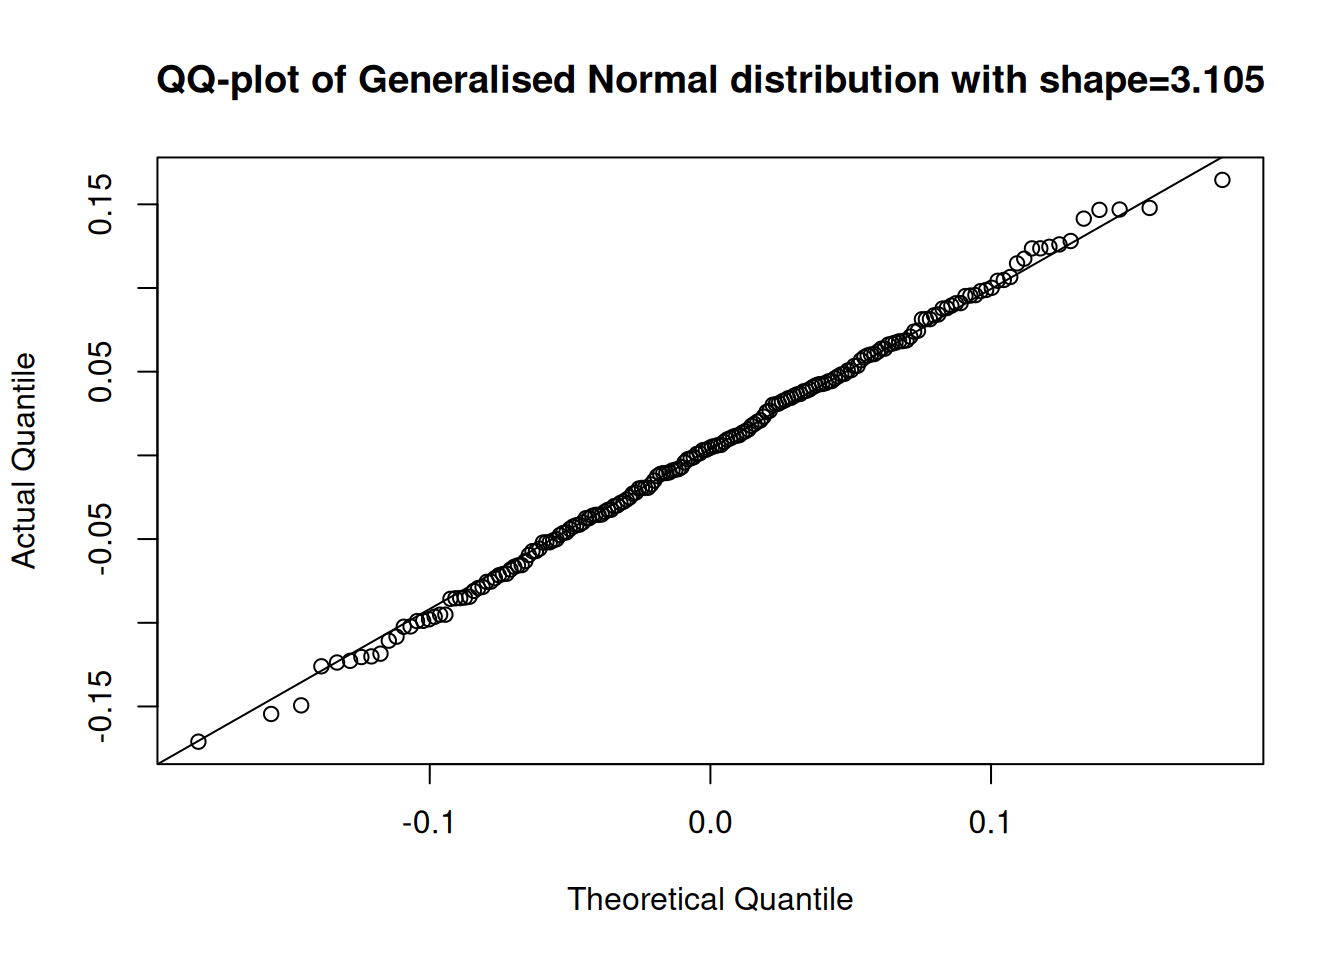 QQ-plot of Generalised Normal distribution with shape=3.105
Actual Quantile
0.15
0.05
-0.05
-0.15
-0.1
0.0
0.1
Theoretical Quantile